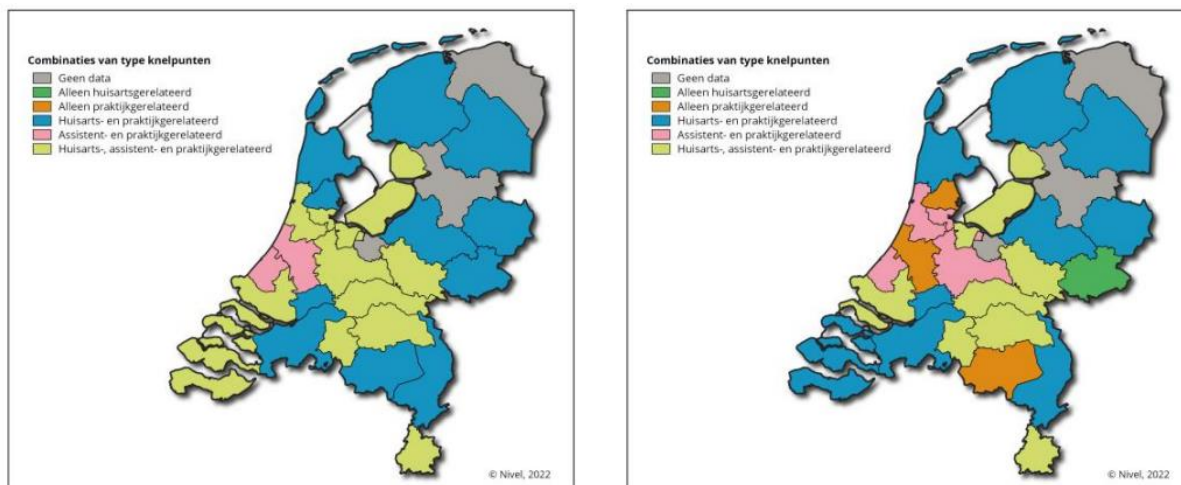 Combinaties van type knelpunten
Geen data
Alleen huisartsgerelateerd
Alleen praktijkgerelateerd
Huisarts- en praktijkgerelateerd
Assistent- en praktijkgerelateerd
Huisarts-, assistent- en praktijkgerelateerd
© Nivel, 2022
Combinaties van type knelpunten
Geen data
Alleen huisartsgerelateerd
Alleen praktijkgerelateerd
Huisarts- en praktijkgerelateerd
Assistent- en praktijkgerelateerd
Huisarts-, assistent- en praktijkgerelateerd
© Nivel, 2022